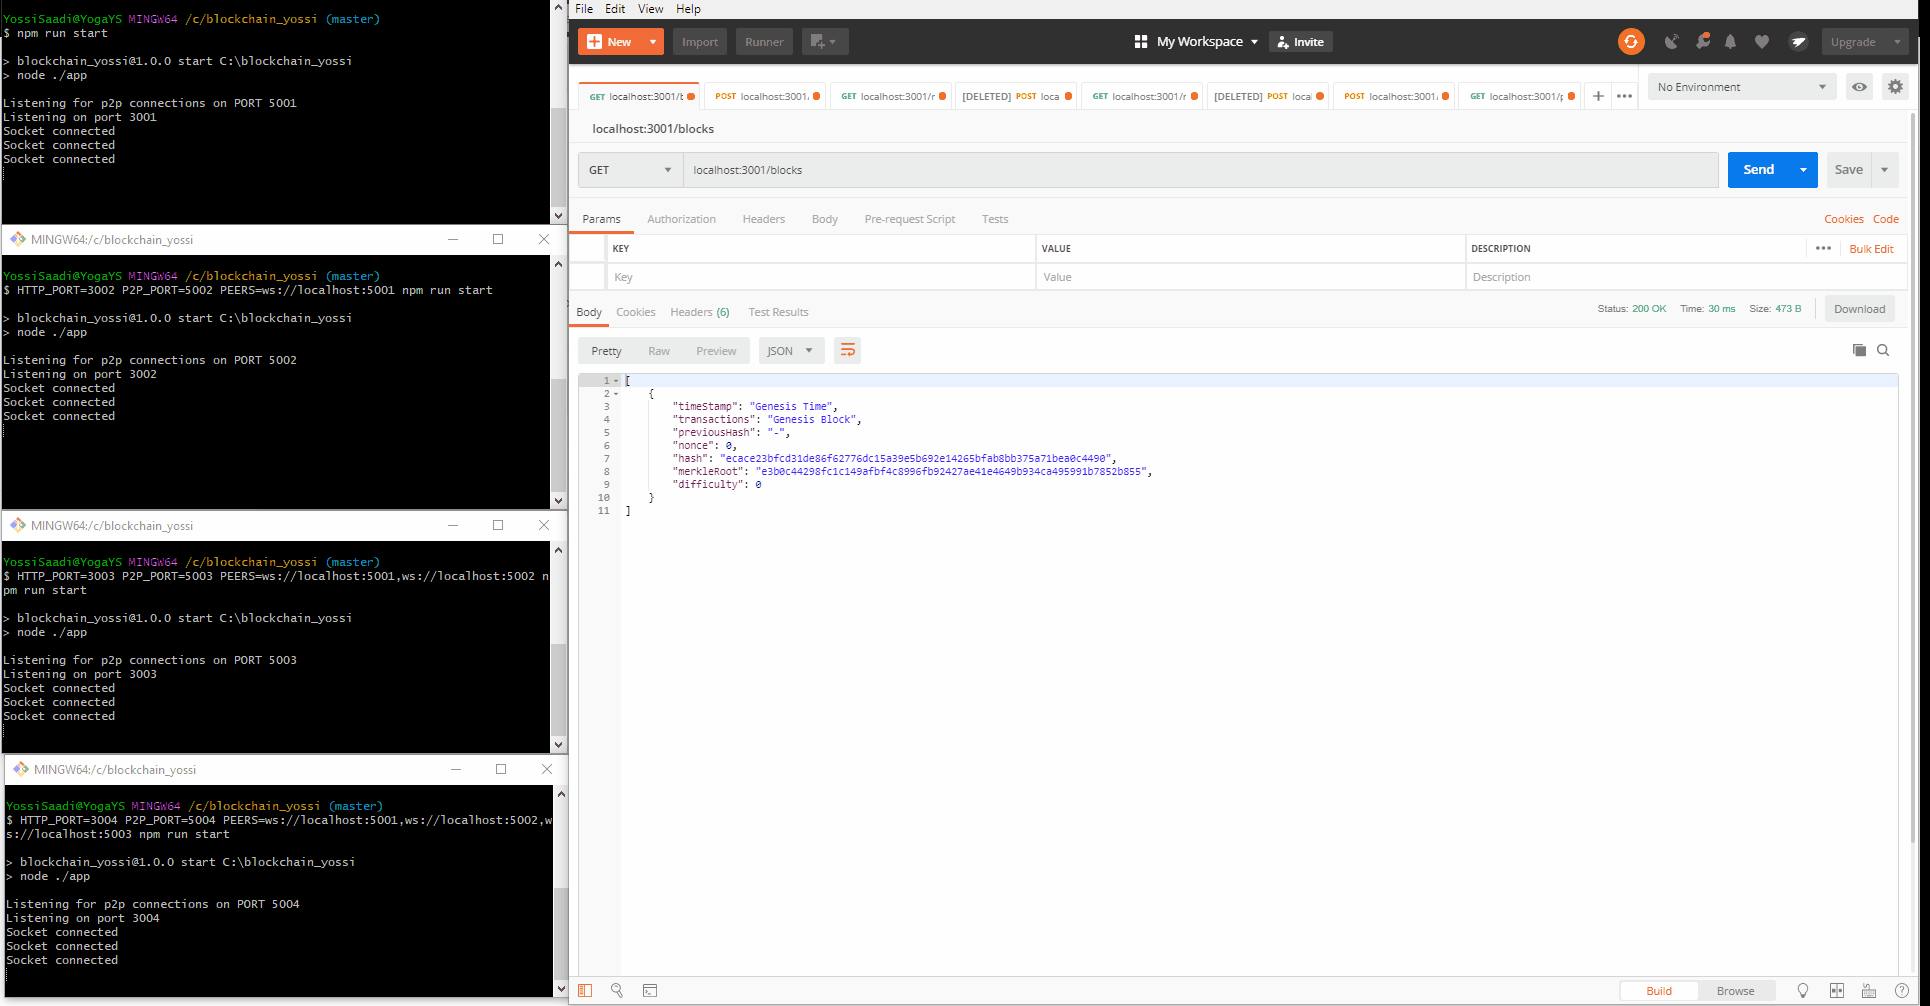 YossiSaadi@YogaYS MINGW64 /c/blockchain_yossi (master)
$ npm run start
> blockchain_yossi@1.0.0 start C:\blockchain_yossi
> node ./app
Listening for p2p connections on PORT 5001
Listening on port 3001
Socket connected
Socket connected
Socket connected
MINGW64:/c/blockchain_yossi
YossiSaadi@YogaYS MINGW64 /c/blockchain_yossi (master)
$ HTTP_PORT=3002 P2P_PORT=5002 PEERS=ws://localhost:5001 npm run start
> blockchain_yossi@1.0.0 start C:\blockchain_yossi
> node ./app
Listening for p2p connections on PORT 5002
Listening on port 3002
Socket connected
Socket connected
Socket connected
MINGW64:/c/blockchain_yossi
YossiSaadi@YogaYS MINGW64 /c/blockchain_yossi (master)
$ HTTP_PORT=3003 P2P_PORT=5003 PEERS=ws://localhost:5001,ws://localhost:5002 n
pm run start
> blockchain_yossi@1.0.0 start C:\blockchain_yossi
> node ./app
Listening for p2p connections on PORT 5003
Listening on port 3003
Socket connected
Socket connected
Socket connected
MINGW64:/c/blockchain_yossi
YossiSaadi@YogaYS MINGW64 /c/blockchain_yossi (master)
$ HTTP_PORT=3004 P2P_PORT=5004 PEERS=ws://localhost:5001,ws://localhost:5002,w
s://localhost:5003 npm run start
> blockchain_yossi@1.0.0 start C:\blockchain_yossi
> node ./app
Listening for p2p connections on PORT 5004
Listening on port 3004
Socket connected
Socket connected
Socket connected
File Edit View Help
New Import Runner My Workspace Invite Upgrade
GET localhost:3001/b POST localhost:3001/ GET localhost:3001/r [DELETED] POST loca GET localhost:3001/r [DELETED] POST local POST localhost:3001/ GET localhost:3001/p + ••• No Environment
localhost:3001/blocks
GET localhost:3001/blocks Send Save
Params Authorization Headers Body Pre-request Script Tests Cookies Code
KEY VALUE DESCRIPTION ••• Bulk Edit
Key Value Description
Body Cookies Headers (6) Test Results Status: 200 OK Time: 30 ms Size: 473 B Download
Pretty Raw Preview JSON
1 [
2 {
3 "timeStamp": "Genesis Time",
4 "transactions": "Genesis Block",
5 "previousHash": "-",
6 "nonce": 0,
7 "hash": "ecace23bfcd31de86f62776dc15a39e5b692e14265bfab8bb375a71bea0c4490",
8 "merkleRoot": "e3b0c44298fc1c149afbf4c8996fb92427ae41e4649b934ca495991b7852b855",
9 "difficulty": 0
10 }
11 ]
Build Browse